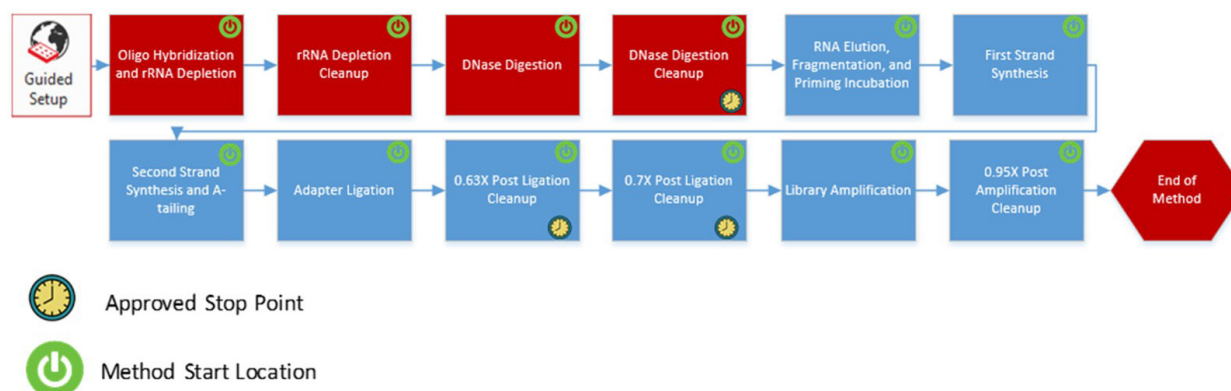 Guided
Setup
Oligo Hybridization
and rRNA Depletion
rRNA Depletion
Cleanup
DNase Digestion
DNase Digestion
Cleanup
RNA Elution,
Fragmentation, and
Priming Incubation
First Strand
Synthesis
Second Strand
Synthesis and A-
tailing
Adapter Ligation
0.63X Post Ligation
Cleanup
0.7X Post Ligation
Cleanup
Library Amplification
0.95X Post
Amplification
Cleanup
End of
Method
Approved Stop Point
Method Start Location